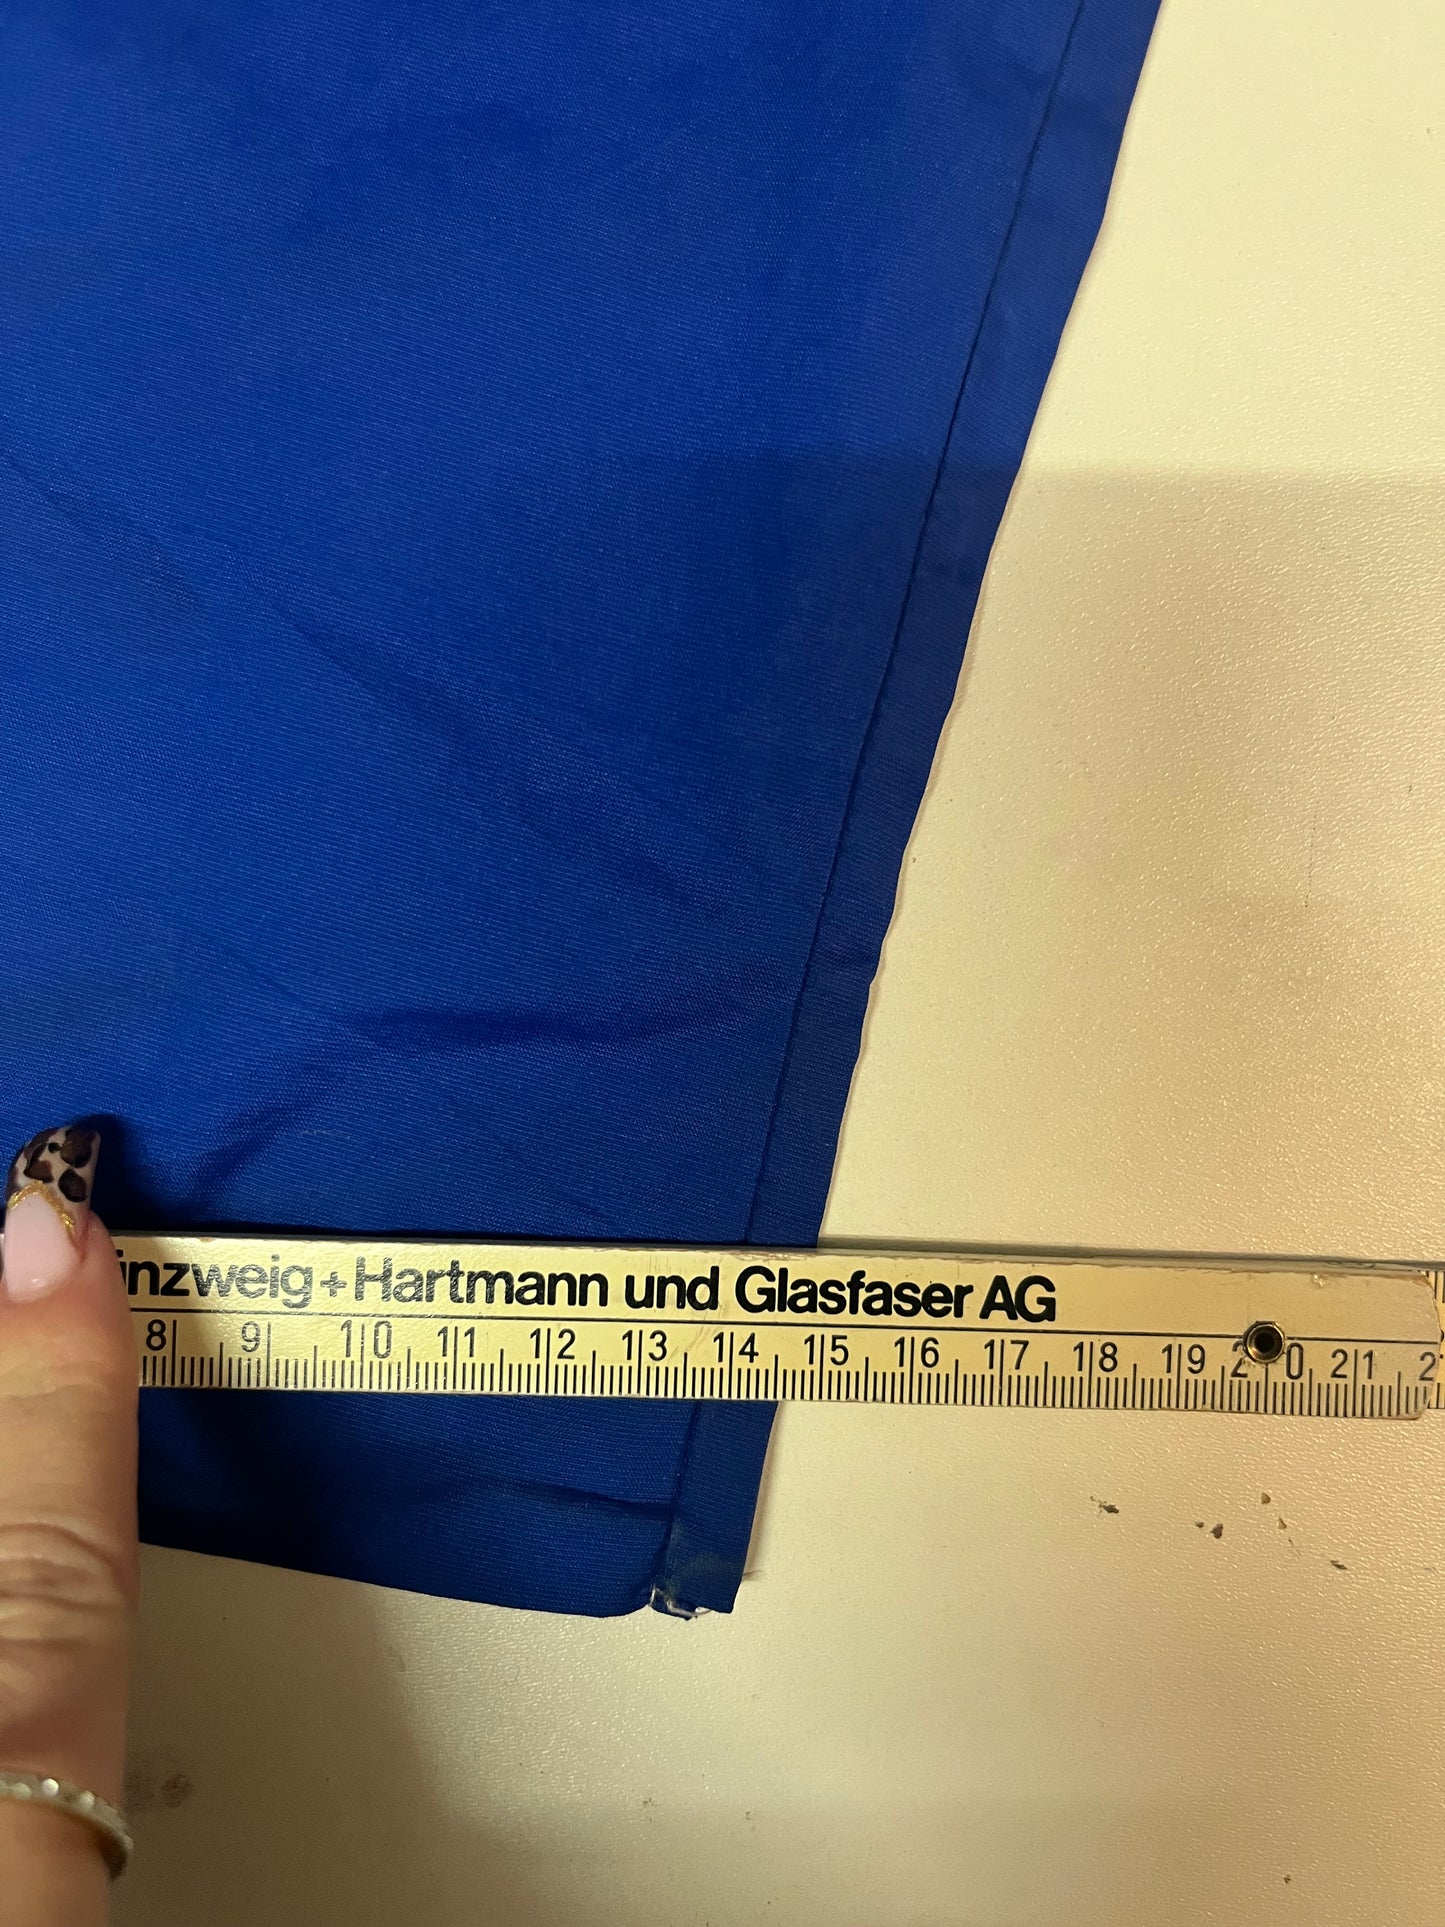 inzweig+Hartmann und Glasfaser AG
8 9 10 11 12 13 14 15 16 17 18 19 20 21 2